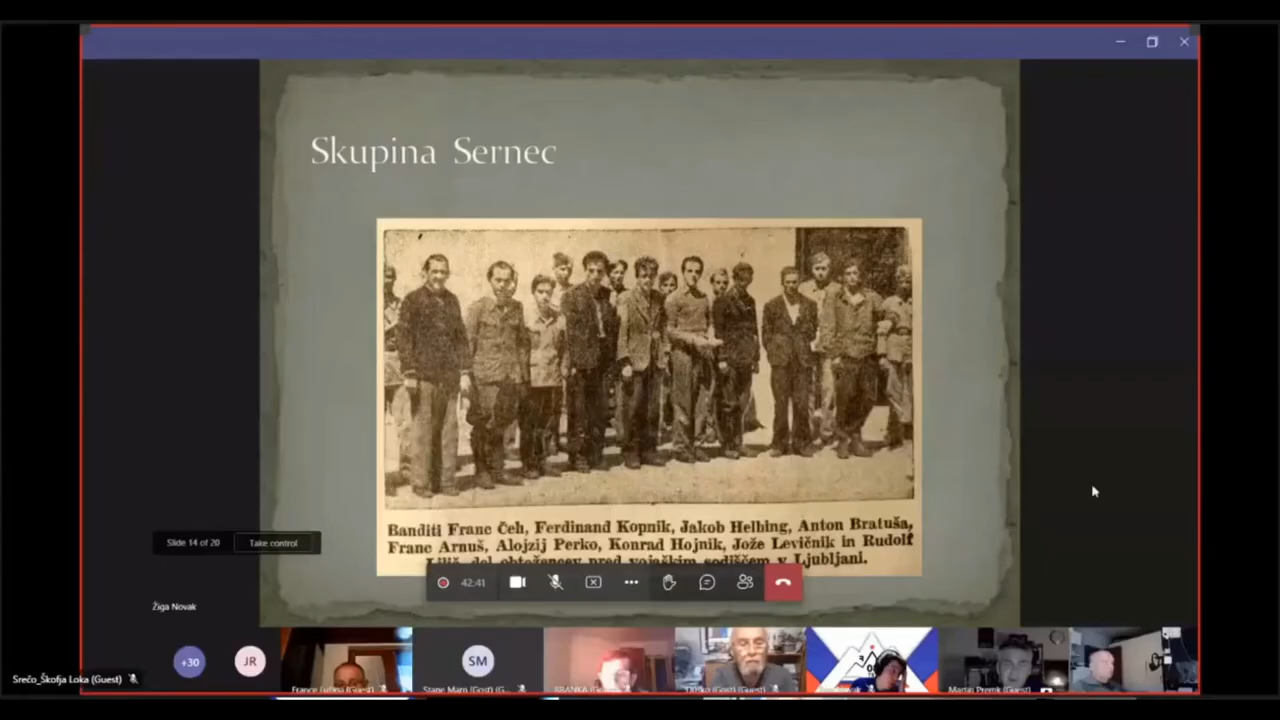 Skupina Sernec
Banditi Franc Čeh, Ferdinand Kopnik, Jakob Helbing, Anton Bratuša,
Franc Arnuš, Alojzij Perko, Konrad Hojnik, Jože Levičnik in Rudolf
del obtožencev pred vojaškim sodiščem v Ljubljani.
Slide 14 of 20
Take control
42:41
Žiga Novak
+30
JR
SM
Srečo_Škofja Loka (Guest)
(Guest)
(Guest)